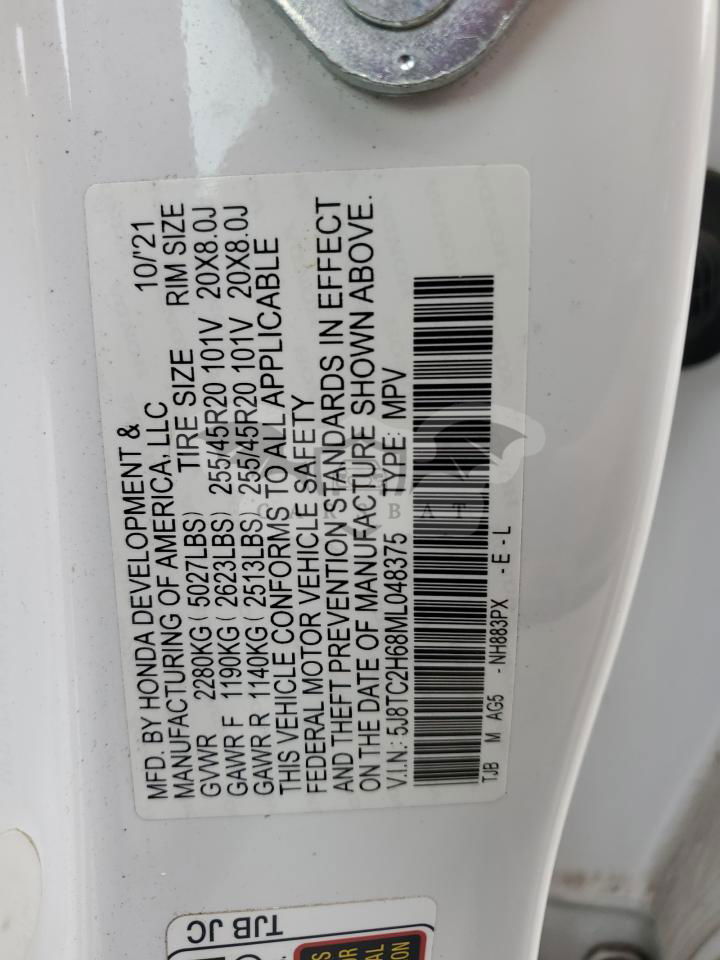 MFD. BY HONDA DEVELOPMENT & 10/'21
MANUFACTURING OF AMERICA, LLC
TIRE SIZE RIM SIZE
GVWR 2280KG ( 5027LBS)
GAWR F 1190KG ( 2623LBS) 255/45R20 101V 20X8.0J
GAWR R 1140KG ( 2513LBS) 255/45R20 101V 20X8.0J
THIS VEHICLE CONFORMS TO ALL APPLICABLE
FEDERAL MOTOR VEHICLE SAFETY
AND THEFT PREVENTION STANDARDS IN EFFECT
ON THE DATE OF MANUFACTURE SHOWN ABOVE.
V.I.N.: 5J8TC2H68ML048375 TYPE: MPV
TJB M AG5 - NH883PX - E - L
TJB JC